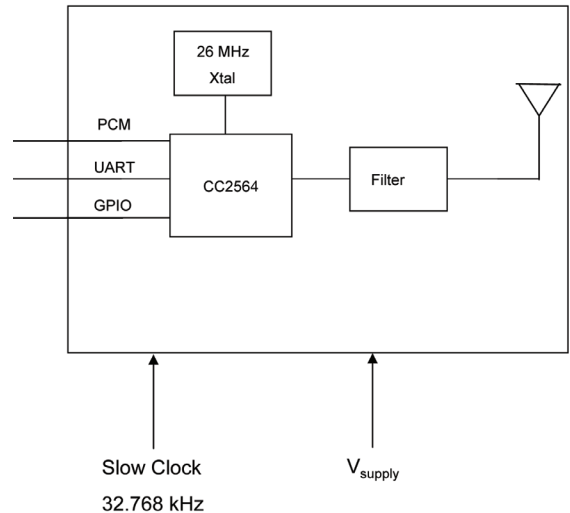 26 MHz
Xtal
PCM
UART
GPIO
CC2564
Filter
Slow Clock
32.768 kHz
Vsupply